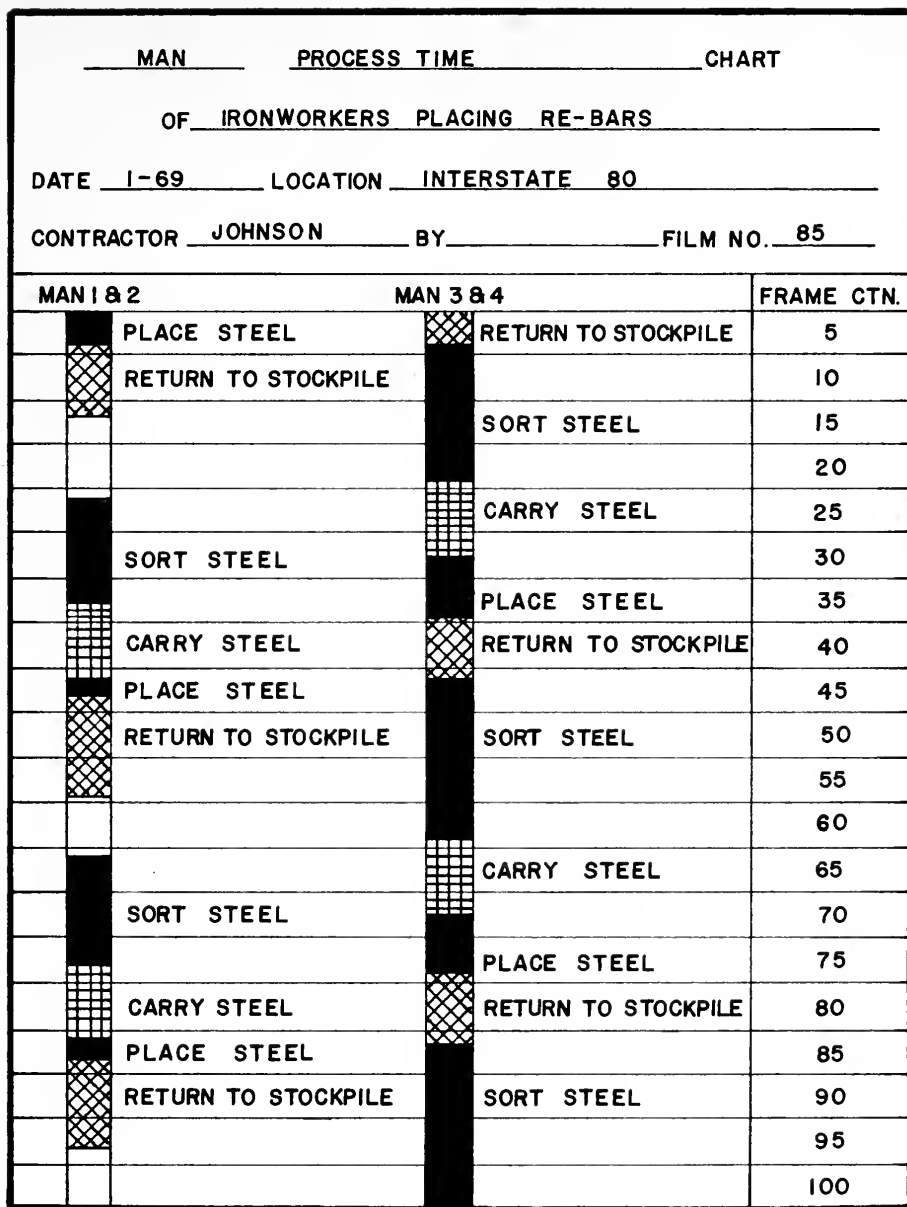 MAN PROCESS TIME CHART
OF IRONWORKERS PLACING RE-BARS
DATE 1-69 LOCATION INTERSTATE 80
CONTRACTOR JOHNSON BY FILM NO. 85
MAN 1 & 2 MAN 3 & 4 FRAME CTN.
PLACE STEEL RETURN TO STOCKPILE 5
RETURN TO STOCKPILE 10
SORT STEEL 15
20
CARRY STEEL 25
SORT STEEL 30
PLACE STEEL 35
CARRY STEEL RETURN TO STOCKPILE 40
PLACE STEEL 45
RETURN TO STOCKPILE SORT STEEL 50
55
60
CARRY STEEL 65
SORT STEEL 70
PLACE STEEL 75
CARRY STEEL RETURN TO STOCKPILE 80
PLACE STEEL 85
RETURN TO STOCKPILE SORT STEEL 90
95
100